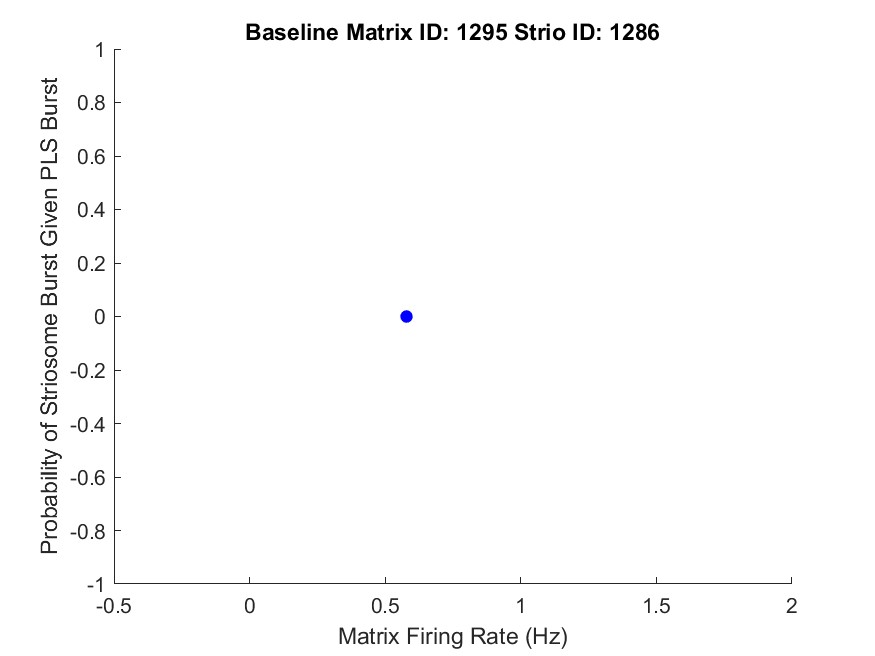 Baseline Matrix ID: 1295 Strio ID: 1286
Probability of Striosome Burst Given PLS Burst
1
0.8
0.6
0.4
0.2
0
-0.2
-0.4
-0.6
-0.8
-1
-0.5 0 0.5 1 1.5 2
Matrix Firing Rate (Hz)